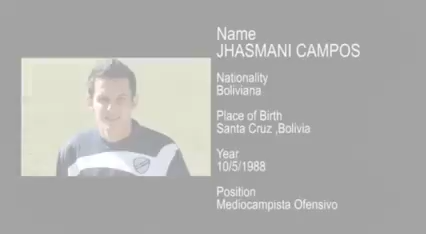 Name
JHASMANI CAMPOS
Nationality
Boliviana
Place of Birth
Santa Cruz ,Bolivia
Year
10/5/1988
Position
Mediocampista Ofensivo